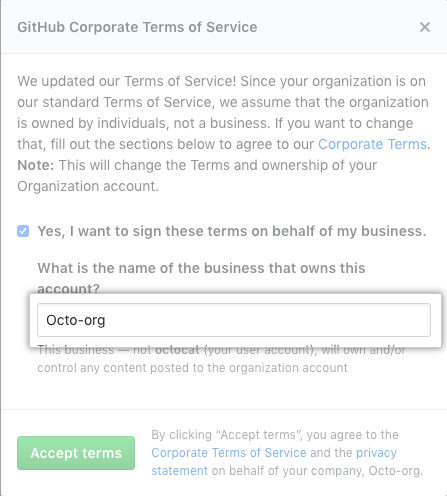 GitHub Corporate Terms of Service
We updated our Terms of Service! Since your organization is on
our standard Terms of Service, we assume that the organization
is owned by individuals, not a business. If you want to change
that, fill out the sections below to agree to our Corporate Terms.
Note: This will change the Terms and ownership of your
Organization account.
Yes, I want to sign these terms on behalf of my business.
What is the name of the business that owns this
account?
Octo-org
This business — not octocat (your user account), will own and/or
control any content posted to the organization account
Accept terms
By clicking “Accept terms”, you agree to the
Corporate Terms of Service and the privacy
statement on behalf of your company, Octo-org.